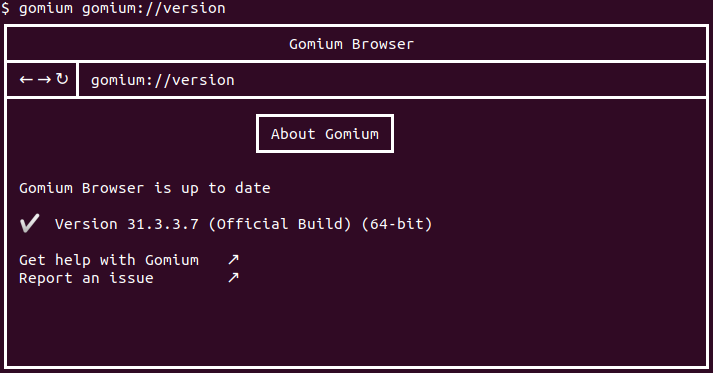 $ gomium gomium://version
Gomium Browser
←→↻ gomium://version
About Gomium
Gomium Browser is up to date
✔ Version 31.3.3.7 (Official Build) (64-bit)
Get help with Gomium ↗
Report an issue ↗